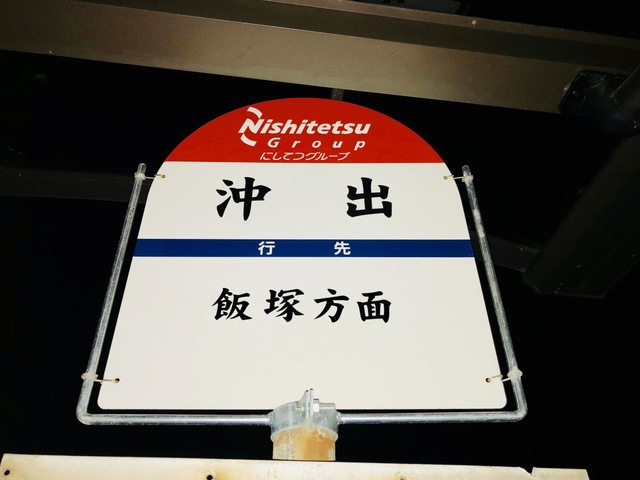 Nishitetsu
Group
にしてつグループ
沖出
行先
飯塚方面